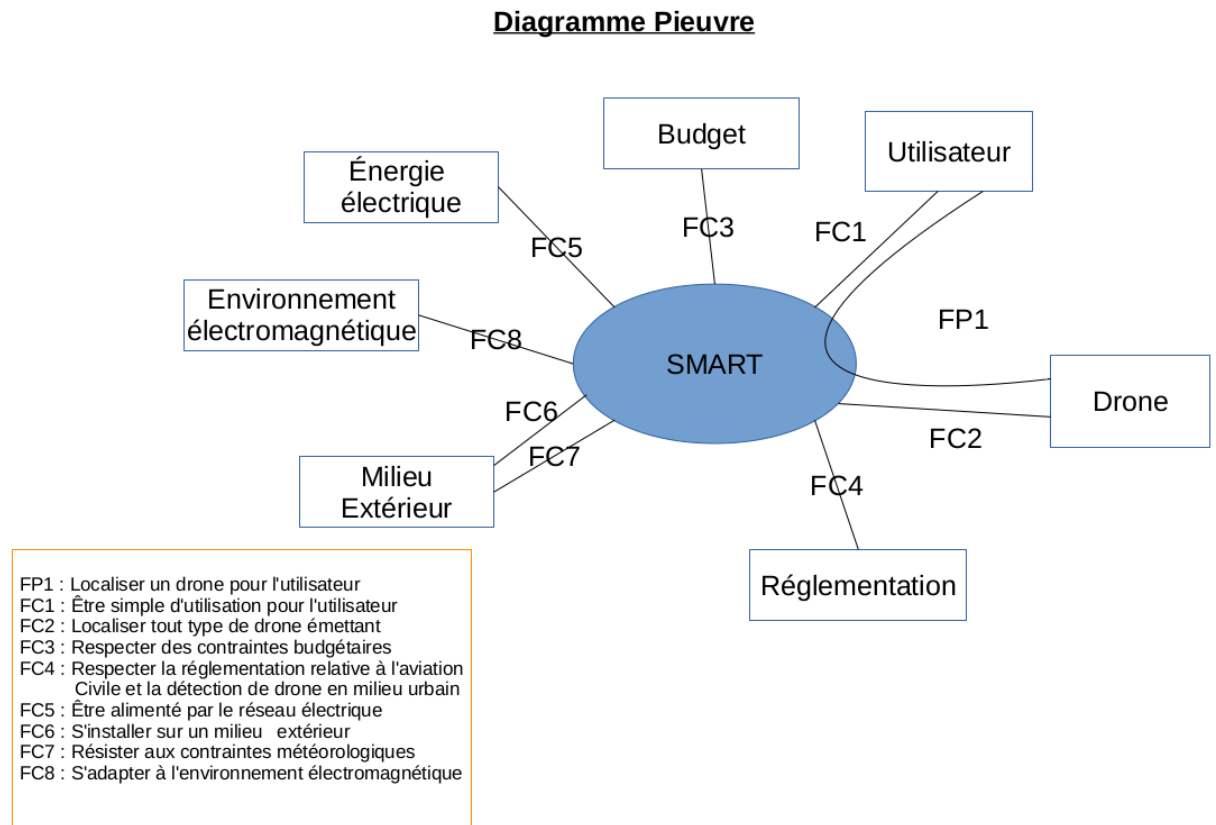 Diagramme Pieuvre
Budget
Utilisateur
Énergie
électrique
FC3
FC1
FC5
Environnement
électromagnétique
FC8
FP1
SMART
Drone
FC6
FC2
FC7
Milieu
Extérieur
FC4
Réglementation
FP1 : Localiser un drone pour l'utilisateur
FC1 : Être simple d'utilisation pour l'utilisateur
FC2 : Localiser tout type de drone émettant
FC3 : Respecter des contraintes budgétaires
FC4 : Respecter la réglementation relative à l'aviation
Civile et la détection de drone en milieu urbain
FC5 : Être alimenté par le réseau électrique
FC6 : S'installer sur un milieu extérieur
FC7 : Résister aux contraintes météorologiques
FC8 : S'adapter à l'environnement électromagnétique